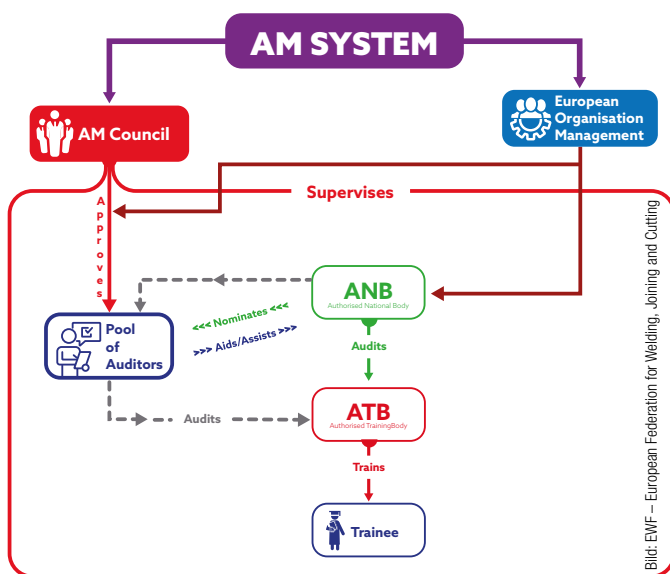 AM SYSTEM
AM Council
European
Organisation
Management
Supervises
Approves
ANB
Authorised National Body
<<< Nominates <<<
>>> Aids/Assists >>>
Pool
of
Auditors
Audits
ATB
Authorised TrainingBody
Audits
Trains
Trainee
Bild: EWF – European Federation for Welding, Joining and Cutting